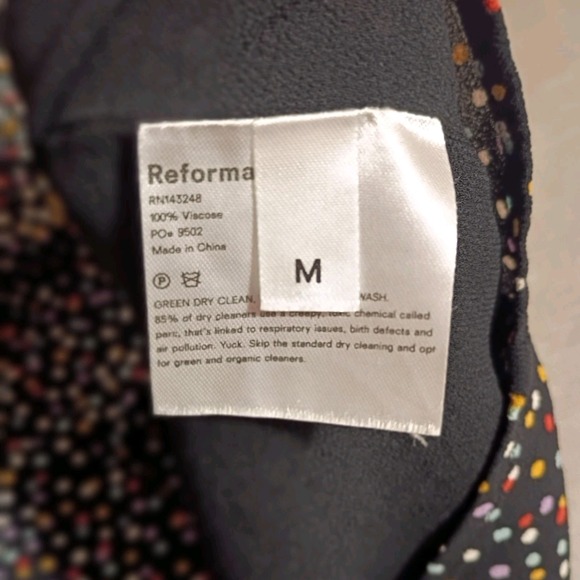 Reforma
RN143248
100% Viscose
PO# 9502
Made in China
M
P
GREEN DRY CLEAN. WASH.
85% of dry cleaners use a creepy, toxic chemical called
perc, that's linked to respiratory issues, birth defects and
air pollution. Yuck. Skip the standard dry cleaning and opt
for green and organic cleaners.